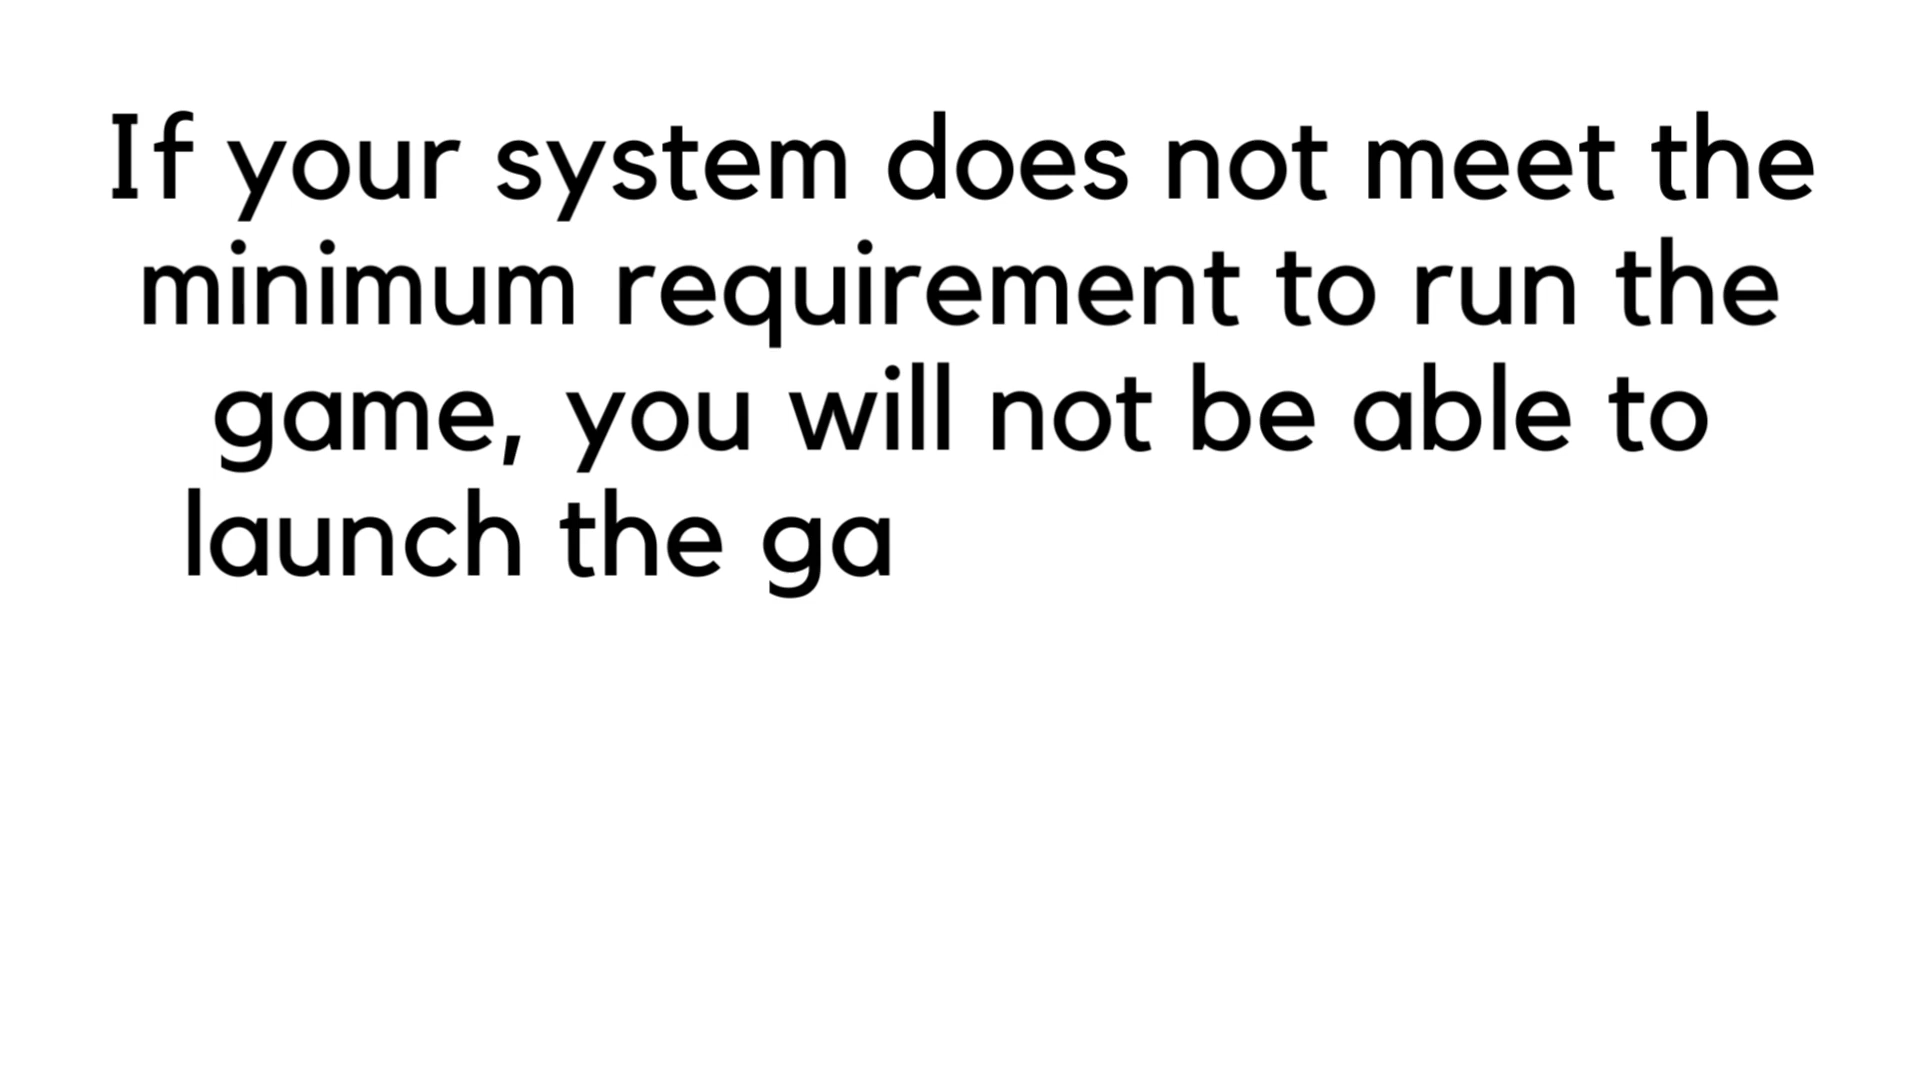 If your system does not meet the
minimum requirement to run the
game, you will not be able to
launch the ga